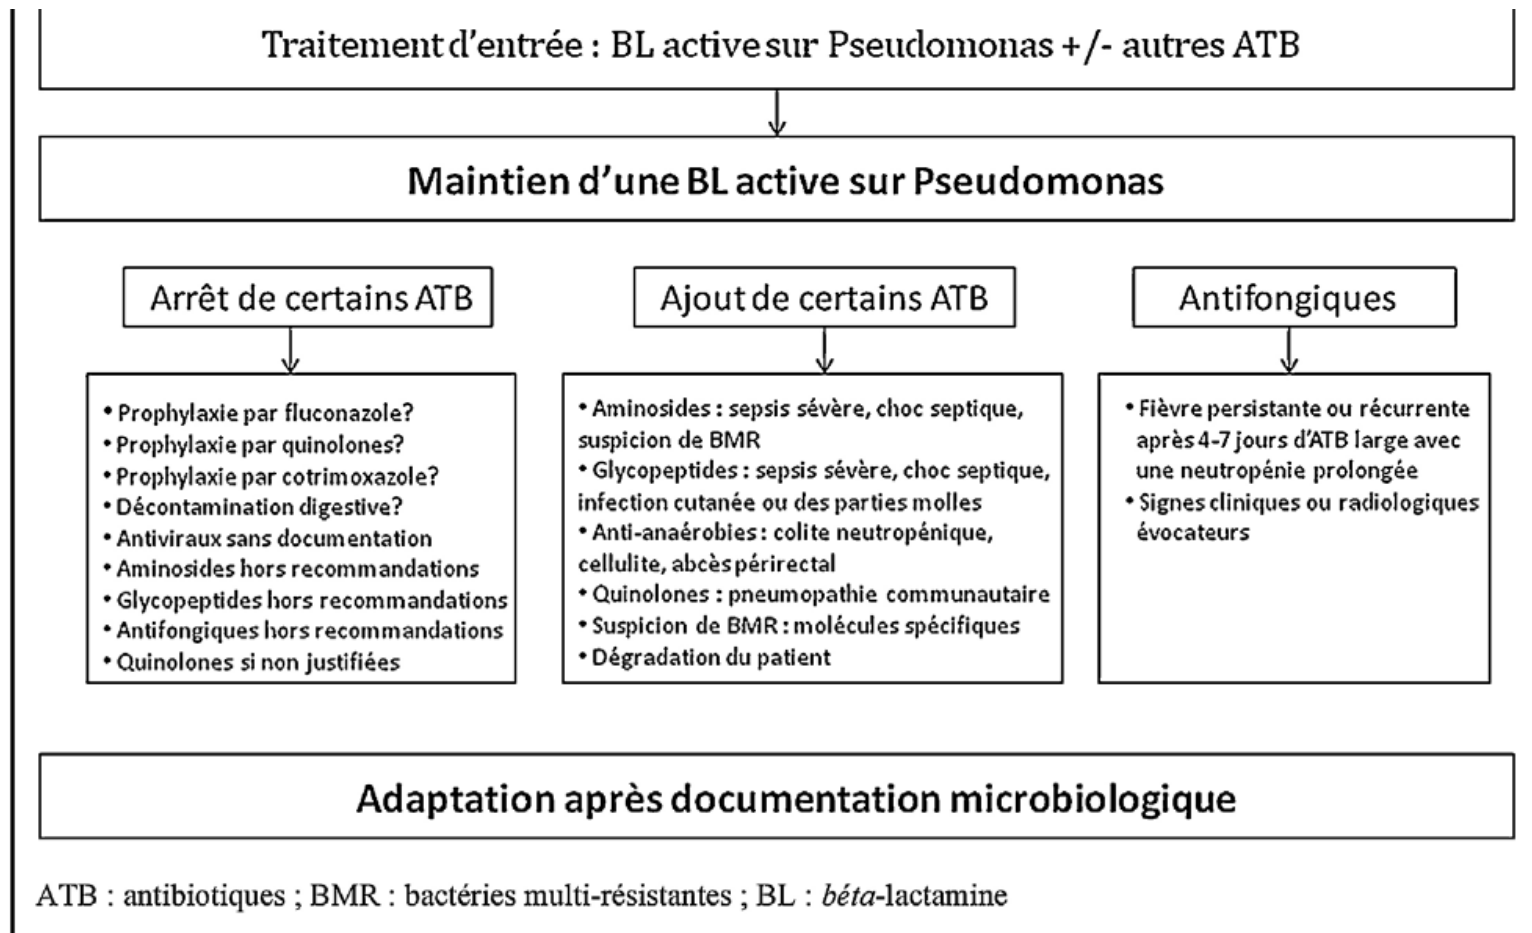 Traitement d'entrée : BL active sur Pseudomonas +/- autres ATB
Maintien d'une BL active sur Pseudomonas
Arrêt de certains ATB
• Prophylaxie par fluconazole?
• Prophylaxie par quinolones?
• Prophylaxie par cotrimoxazole?
• Décontamination digestive?
• Antiviraux sans documentation
• Aminosides hors recommandations
• Glycopeptides hors recommandations
• Antifongiques hors recommandations
• Quinolones si non justifiées
Ajout de certains ATB
• Aminosides : sepsis sévère, choc septique,
suspicion de BMR
• Glycopeptides : sepsis sévère, choc septique,
infection cutanée ou des parties molles
• Anti-anaérobies : colite neutropénique,
cellulite, abcès périrectal
• Quinolones : pneumopathie communautaire
• Suspicion de BMR : molécules spécifiques
• Dégradation du patient
Antifongiques
• Fièvre persistante ou récurrente
après 4-7 jours d'ATB large avec
une neutropénie prolongée
• Signes cliniques ou radiologiques
évocateurs
Adaptation après documentation microbiologique
ATB : antibiotiques ; BMR : bactéries multi-résistantes ; BL : béta-lactamine